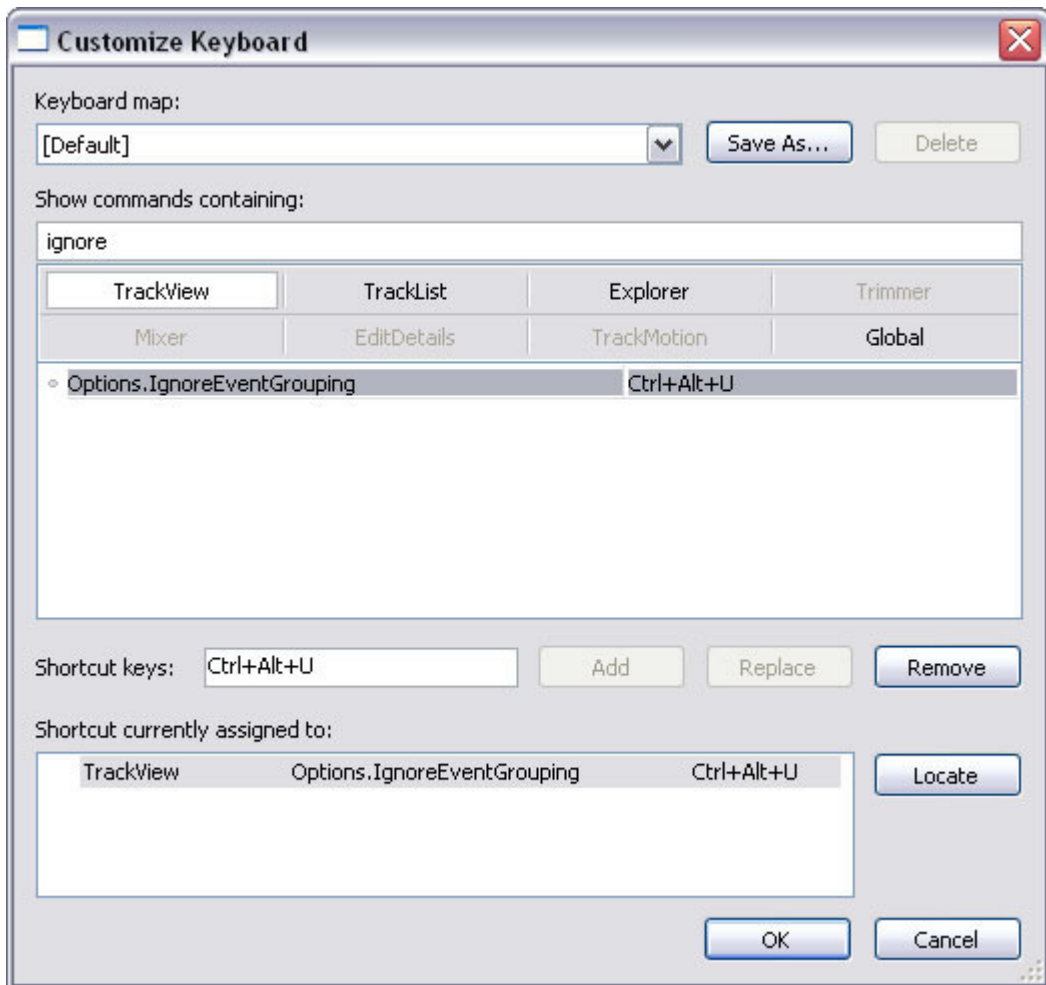 Customize Keyboard
Keyboard map:
[Default] Save As... Delete
Show commands containing:
ignore
TrackView TrackList Explorer Trimmer
Mixer EditDetails TrackMotion Global
Options.IgnoreEventGrouping Ctrl+Alt+U
Shortcut keys: Ctrl+Alt+U Add Replace Remove
Shortcut currently assigned to:
TrackView Options.IgnoreEventGrouping Ctrl+Alt+U Locate
OK Cancel